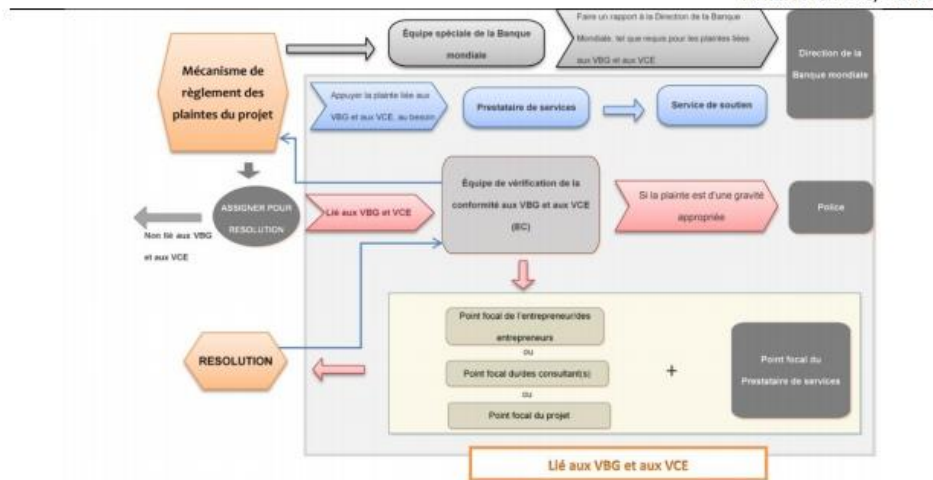 Mécanisme de
règlement des
plaintes du projet
Équipe spéciale de la Banque
mondiale
Faire un rapport à la Direction de la Banque
Mondiale, tel que requis pour les plaintes liées
aux VBG et aux VCE
Direction de la
Banque mondiale
Appuyer la plainte liée aux
VBG et aux VCE, au besoin
Prestataire de services
Service de soutien
ASSIGNER POUR
RESOLUTION
Non lié aux VBG
et aux VCE
Lié aux VBG et VCE
Équipe de vérification de la
conformité aux VBG et aux VCE
(EC)
Si la plainte est d'une gravité
appropriée
Police
RESOLUTION
Point focal de l'entrepreneur/des
entrepreneurs
ou
Point focal du/des consultant(s)
ou
Point focal du projet
+
Point focal du
Prestataire de services
Lié aux VBG et aux VCE